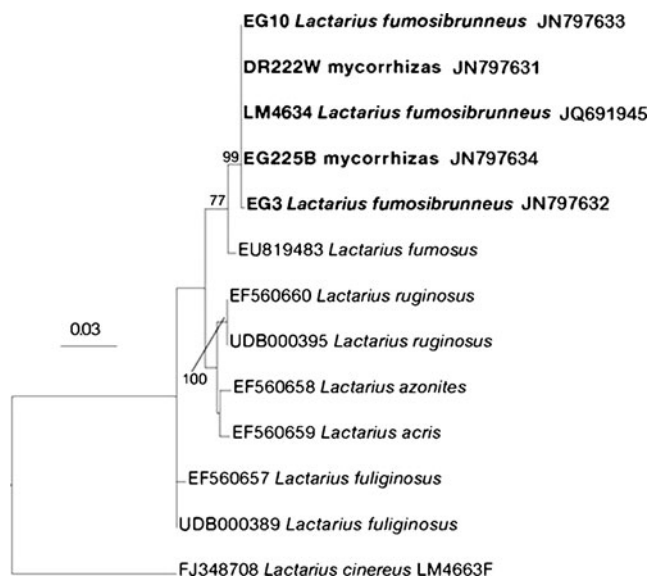 EG10 Lactarius fumosibrunneus JN797633
DR222W mycorrhizas JN797631
LM4634 Lactarius fumosibrunneus JQ691945
99 EG225B mycorrhizas JN797634
77 EG3 Lactarius fumosibrunneus JN797632
EU819483 Lactarius fumosus
EF560660 Lactarius ruginosus
0.03 UDB000395 Lactarius ruginosus
100
EF560658 Lactarius azonites
EF560659 Lactarius acris
EF560657 Lactarius fuliginosus
UDB000389 Lactarius fuliginosus
FJ348708 Lactarius cinereus LM4663F